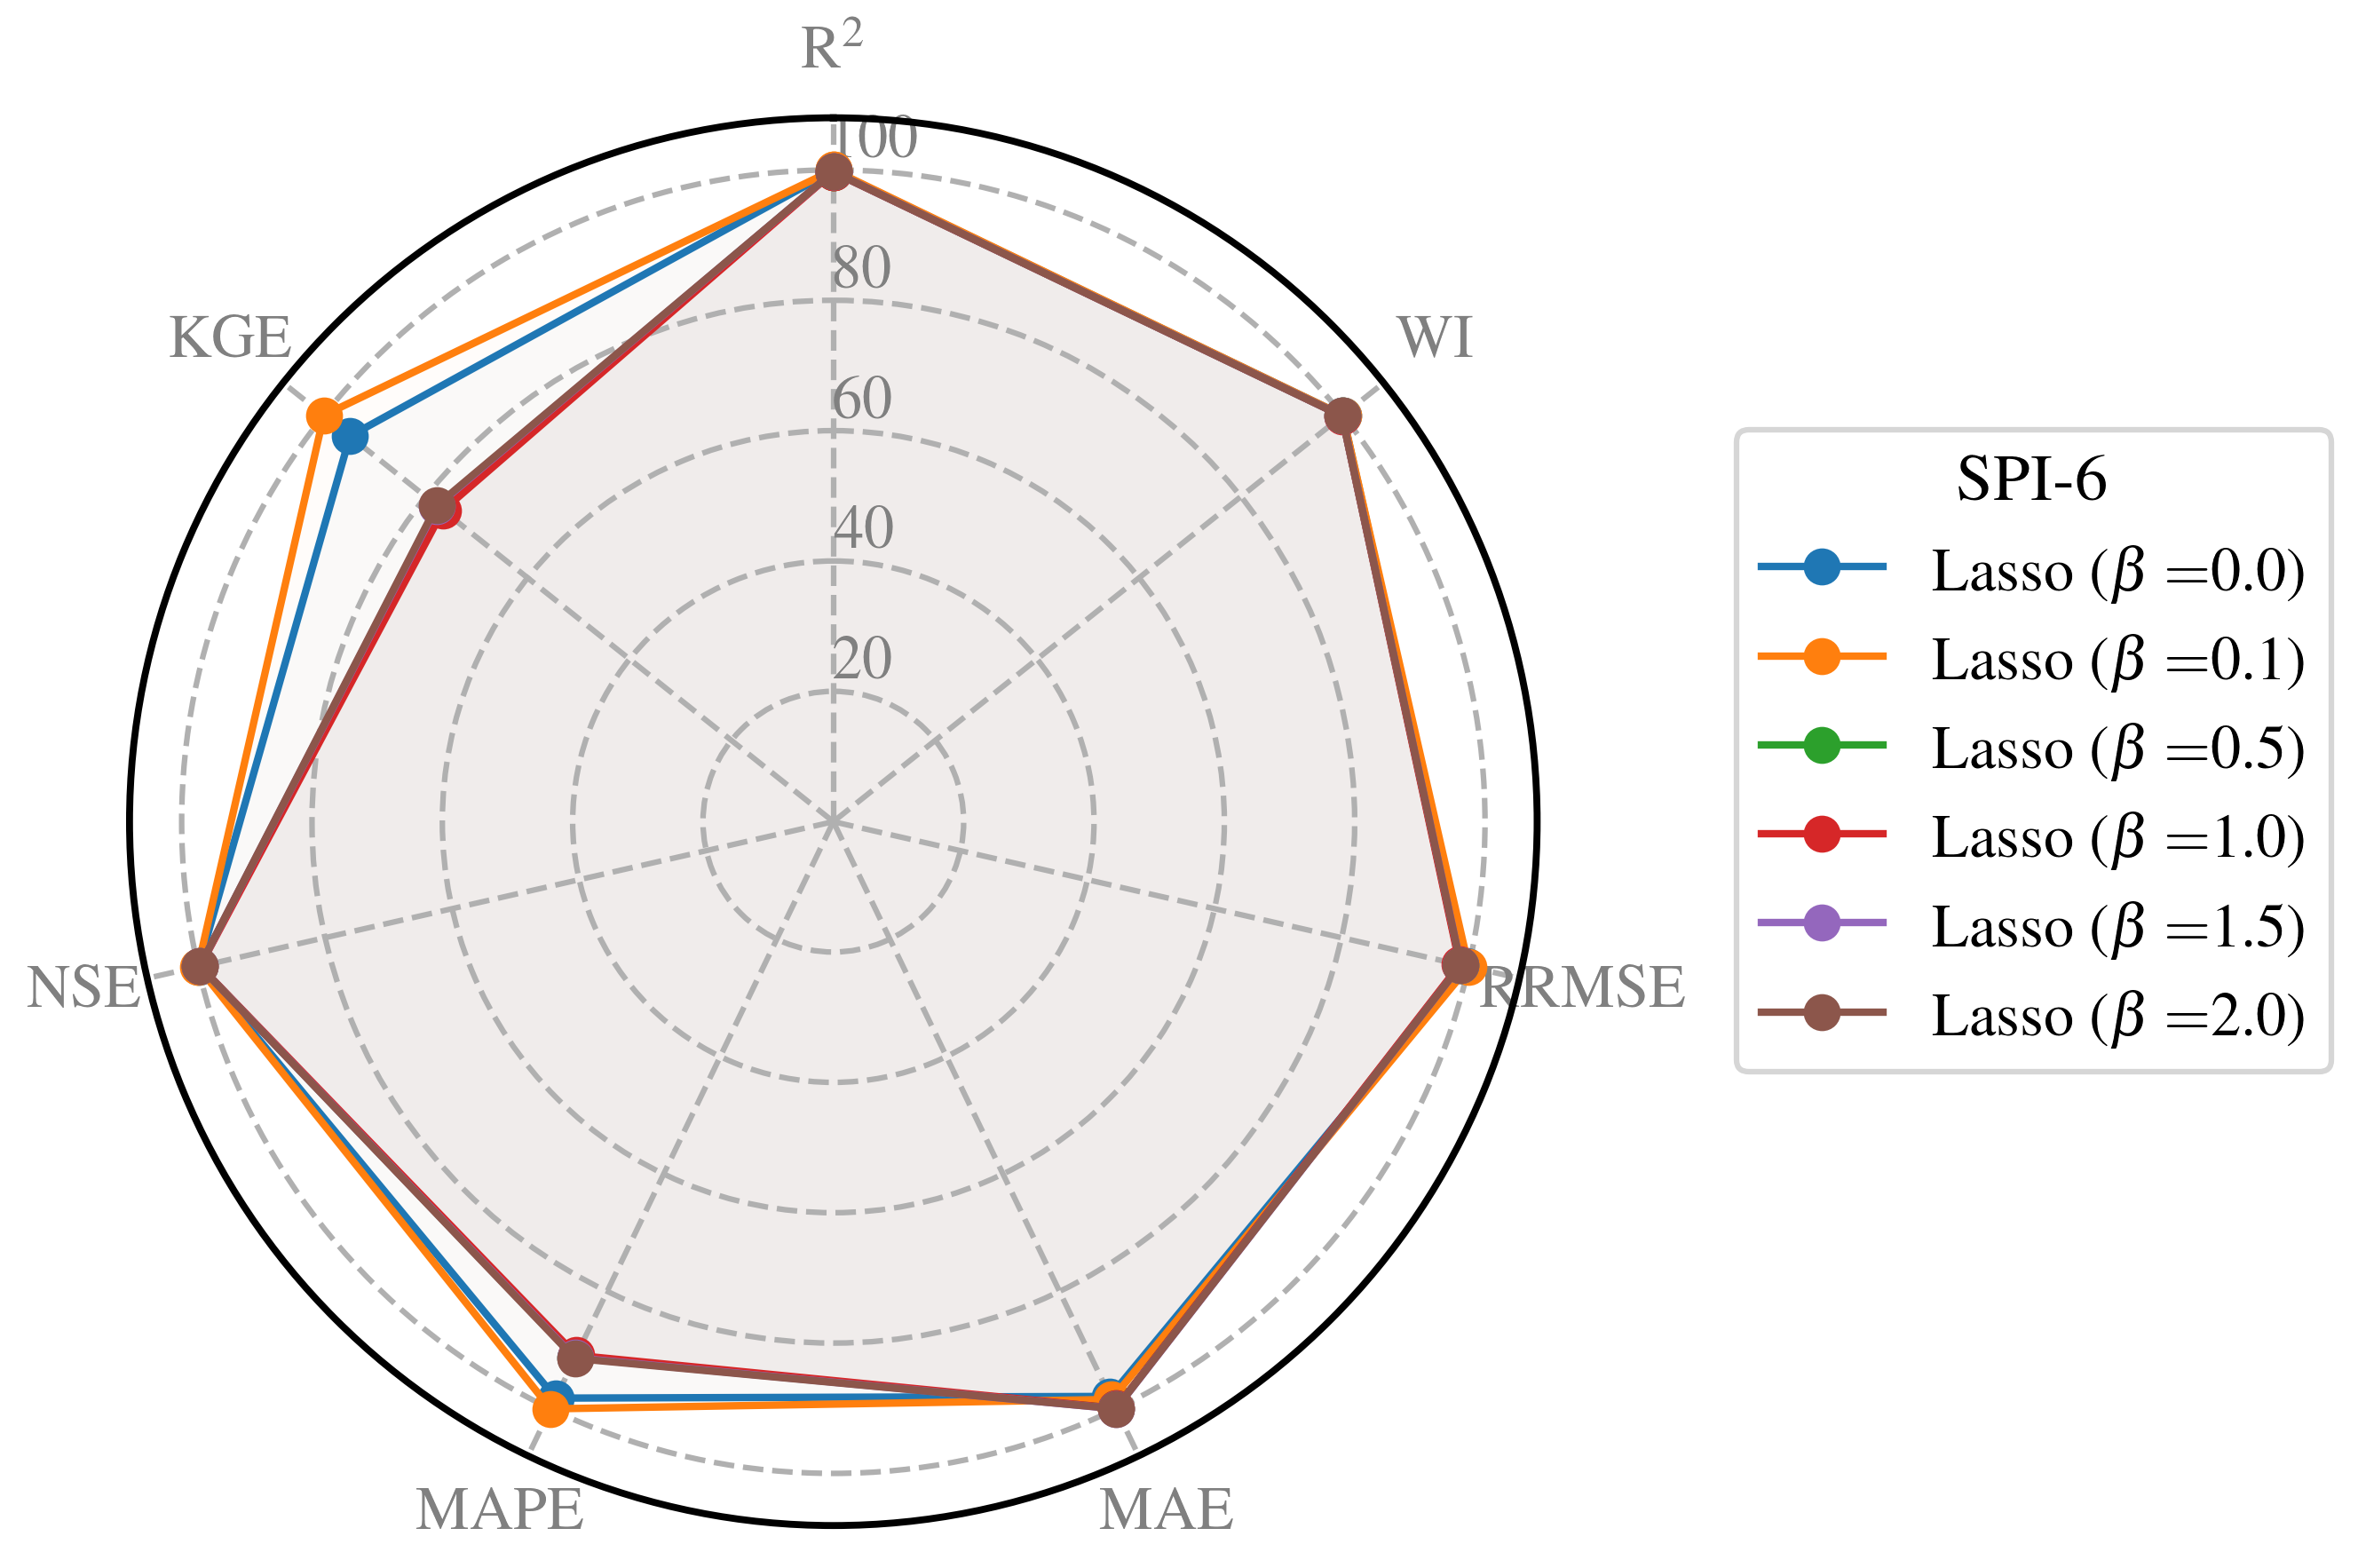 R²
100
80
60
40
20
KGE
WI
NSE
RRMSE
MAPE
MAE
SPI-6
Lasso (β =0.0)
Lasso (β =0.1)
Lasso (β =0.5)
Lasso (β =1.0)
Lasso (β =1.5)
Lasso (β =2.0)